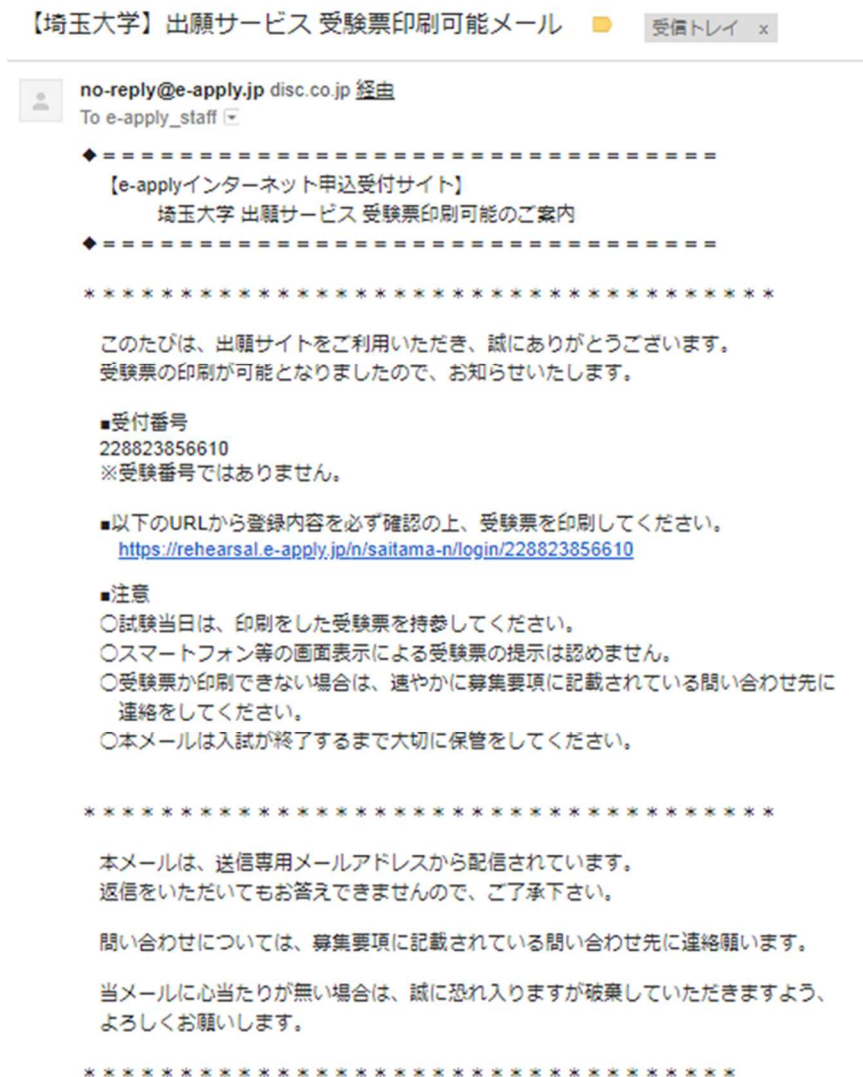 【埼玉大学】出願サービス 受験票印刷可能メール
受信トレイ x
no-reply@e-apply.jp disc.co.jp 経由
To e-apply_staff
◆=================================
【e-applyインターネット申込受付サイト】
埼玉大学 出願サービス 受験票印刷可能のご案内
◆=================================
************************************
このたびは、出願サイトをご利用いただき、誠にありがとうございます。
受験票の印刷が可能となりましたので、お知らせいたします。
■受付番号
228823856610
※受験番号ではありません。
■以下のURLから登録内容を必ず確認の上、受験票を印刷してください。
https://rehearsal.e-apply.jp/n/saitama-n/login/228823856610
■注意
○試験当日は、印刷をした受験票を持参してください。
○スマートフォン等の画面表示による受験票の提示は認めません。
○受験票か印刷できない場合は、速やかに募集要項に記載されている問い合わせ先に
連絡をしてください。
○本メールは入試が終了するまで大切に保管をしてください。
************************************
本メールは、送信専用メールアドレスから配信されています。
返信をいただいてもお答えできませんので、ご了承下さい。
問い合わせについては、募集要項に記載されている問い合わせ先に連絡願います。
当メールに心当たりが無い場合は、誠に恐れ入りますが破棄していただきますよう、
よろしくお願いします。
**********************************